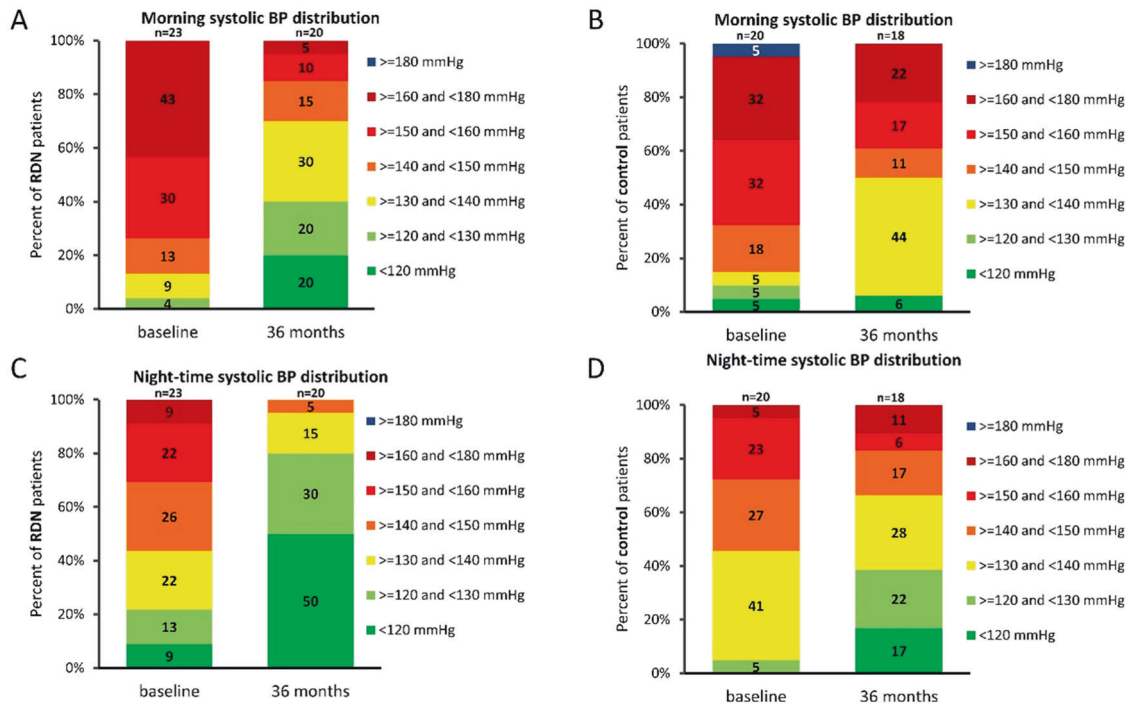 A
Morning systolic BP distribution
n=23
n=20
100%
80%
60%
40%
20%
0%
Percent of RDN patients
43
30
13
9
4
5
10
15
30
20
20
baseline
36 months
>=180 mmHg
>=160 and <180 mmHg
>=150 and <160 mmHg
>=140 and <150 mmHg
>=130 and <140 mmHg
>=120 and <130 mmHg
<120 mmHg
B
Morning systolic BP distribution
n=20
n=18
100%
80%
60%
40%
20%
0%
Percent of control patients
5
32
32
18
5
5
5
22
17
11
44
6
baseline
36 months
>=180 mmHg
>=160 and <180 mmHg
>=150 and <160 mmHg
>=140 and <150 mmHg
>=130 and <140 mmHg
>=120 and <130 mmHg
<120 mmHg
C
Night-time systolic BP distribution
n=23
n=20
100%
80%
60%
40%
20%
0%
Percent of RDN patients
9
22
26
22
13
9
5
15
30
50
baseline
36 months
>=180 mmHg
>=160 and <180 mmHg
>=150 and <160 mmHg
>=140 and <150 mmHg
>=130 and <140 mmHg
>=120 and <130 mmHg
<120 mmHg
D
Night-time systolic BP distribution
n=20
n=18
100%
80%
60%
40%
20%
0%
Percent of control patients
5
23
27
41
5
11
6
17
28
22
17
baseline
36 months
>=180 mmHg
>=160 and <180 mmHg
>=150 and <160 mmHg
>=140 and <150 mmHg
>=130 and <140 mmHg
>=120 and <130 mmHg
<120 mmHg